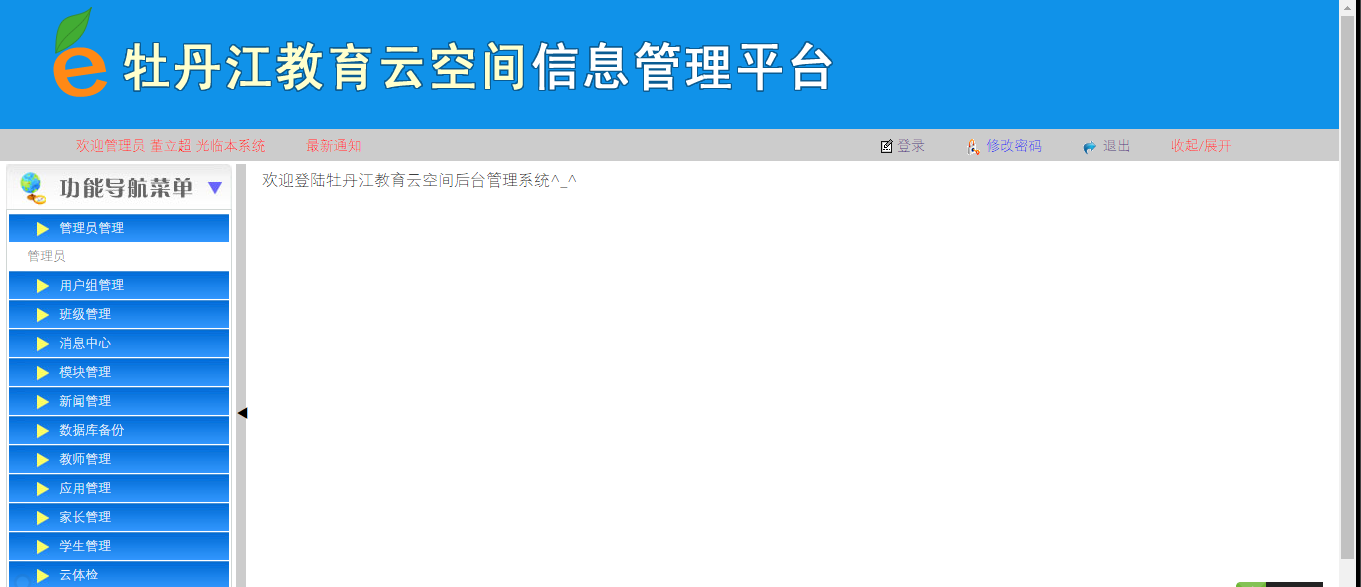 牡丹江教育云空间信息管理平台
欢迎管理员 董立超 光临本系统 最新通知 登录 修改密码 退出 收起/展开
功能导航菜单
欢迎登陆牡丹江教育云空间后台管理系统^_^
管理员管理
管理员
用户组管理
班级管理
消息中心
模块管理
新闻管理
数据库备份
教师管理
应用管理
家长管理
学生管理
云体检